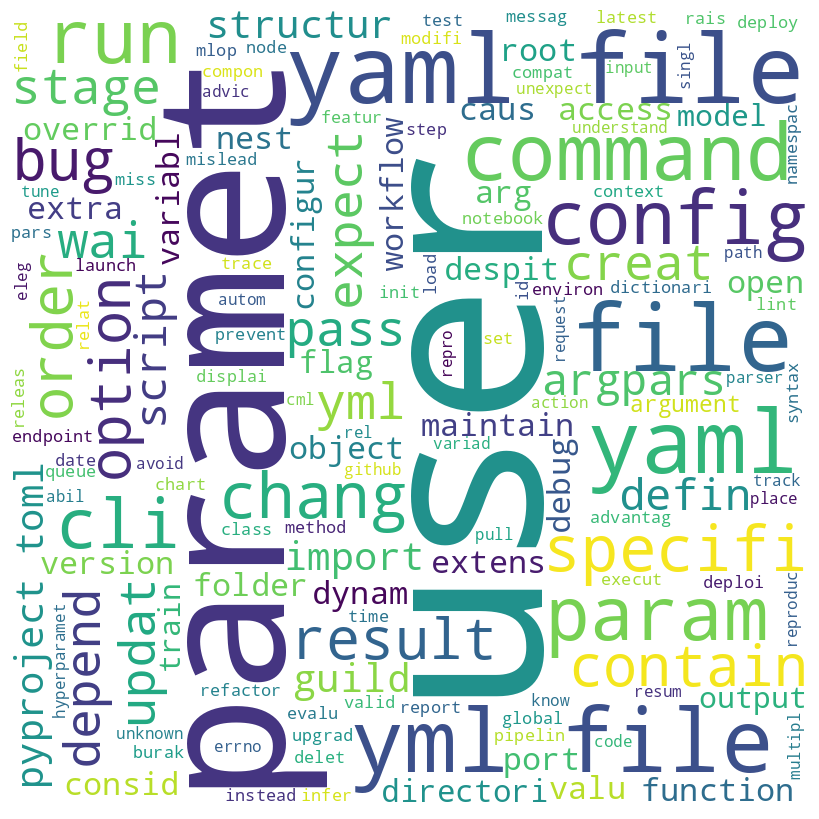 field
run
structur
test
messag
latest
rais
deploy
mlop
node
modifi
yaml file
root
compat
input
singl
stage
compon
advic
unexpect
caus
access
model
overrid
nest
featur
step
understand
namespac
bug
variabl
mislead
expect
workflow
command
tune
miss
extra
configur
arg
context
notebook
config
pars
wai
launch
trace
despit
creat
path
eleg
order
relat
option
script
autom
init
load
id
environ
dictionari
open
lint
prevent
pass
repro
set
request
file
parameter
user
displai
flag
argpars
parser
syntax
releas
cml
yml
action
argument
endpoint
maintain
yaml
date
avoid
object
rel
variad
debug
queue
abil
chart
github
defin
track
place
pyproject toml
cli
chang
class
method
pull
advantag
version
import
extens
specifi
folder
dynam
execut
deploi
reproduc
hyperparamet
depend
updat
train
time
result
param
refactor
guild
contain
valid
know
resum
output
unknown
errno
evalu
report
global
burak
upgrad
yml file
pipelin
code
multipl
delet
port
consid
instead
infer
directori
valu
function